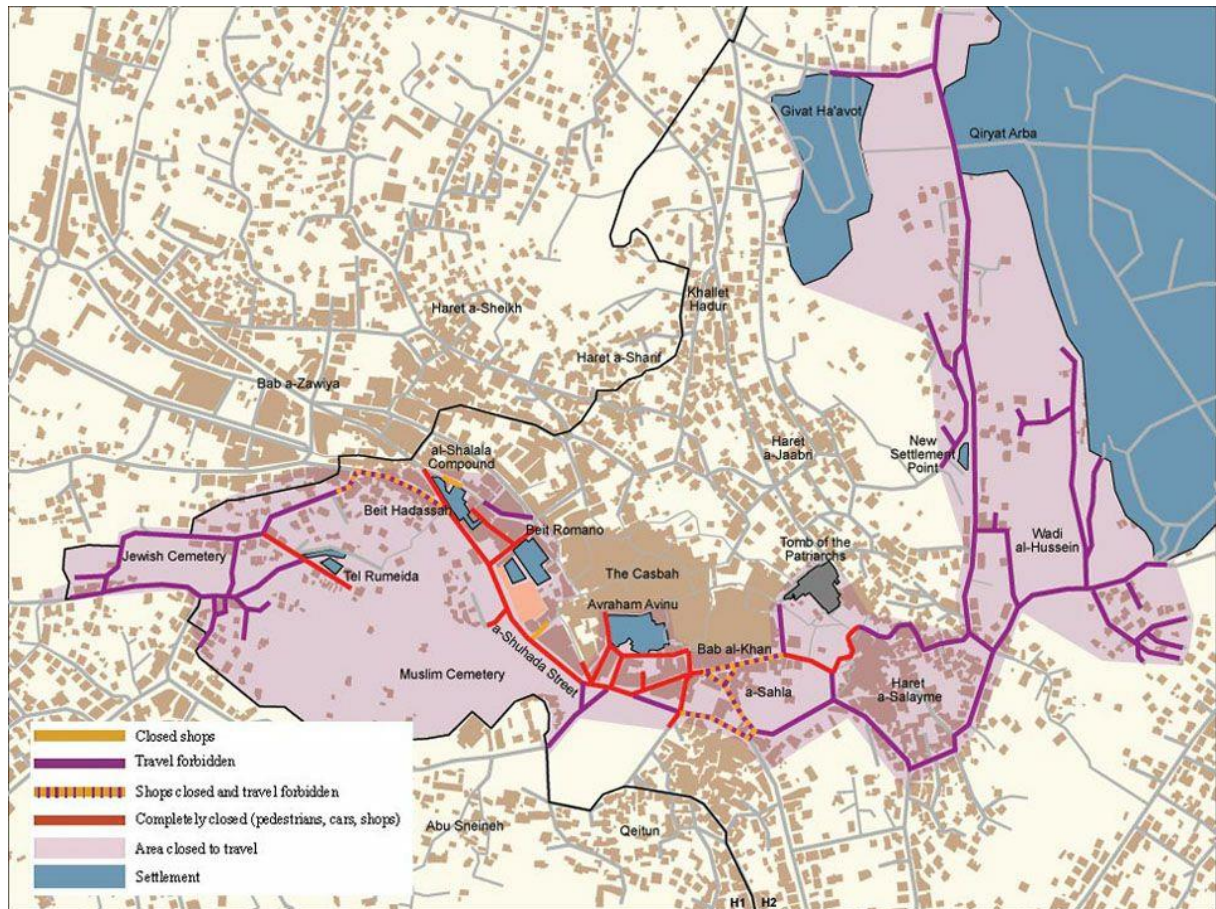 Givat Ha'avot
Qiryat Arba
Khallet
Hadur
Haret a-Sheikh
Haret a-Sharif
Bab a-Zawiya
al-Shalala
Compound
Haret
a-Jaabri
New
Settlement
Point
Beit Hadassah
Beit Romano
Wadi
al-Hussein
Jewish Cemetery
Tel Rumeida
The Casbah
Tomb of the
Patriarchs
Avraham Avinu
a-Shuhada Street
Bab al-Khan
Muslim Cemetery
a-Sahla
Haret
a-Salayme
Closed shops
Travel forbidden
Shops closed and travel forbidden
Completely closed (pedestrians, cars, shops)
Area closed to travel
Settlement
Abu Sneineh
Qeitun
H1 H2